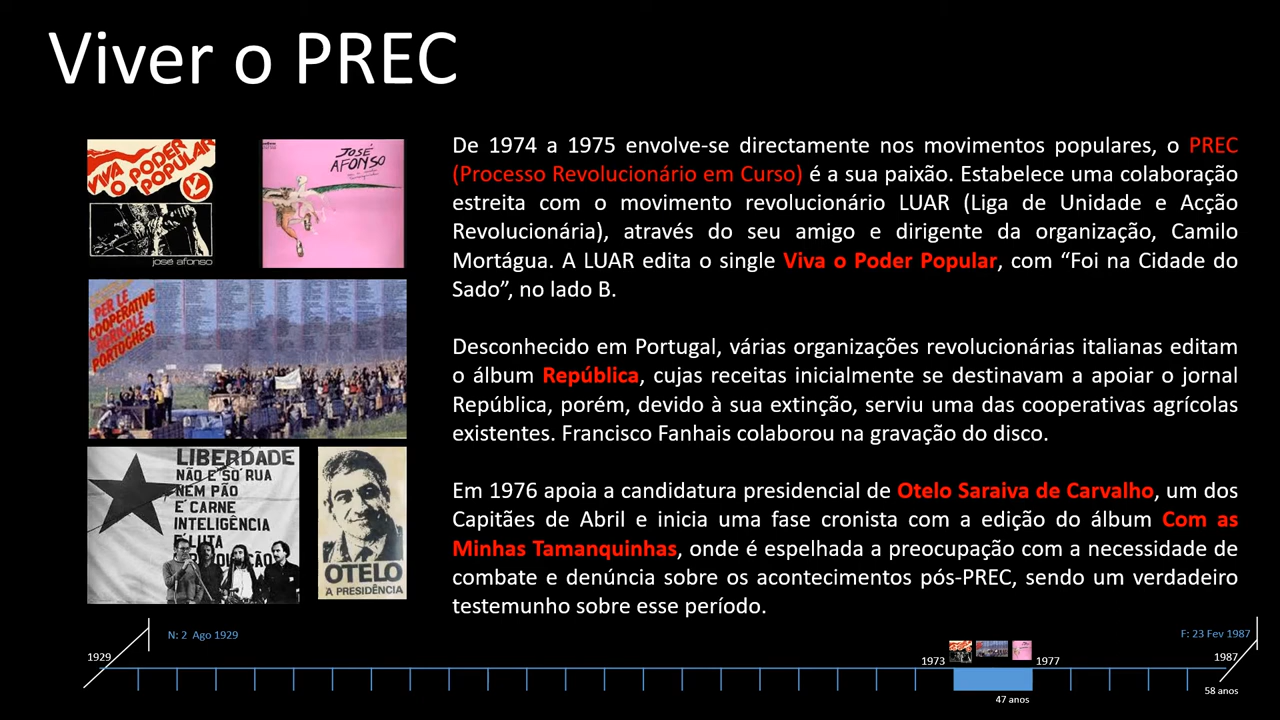 Viver o PREC
VIVA
O PODER
POPULAR
josé afonso
JOSÉ
AFONSO
PER LE
COOPERATIVE
AGRICOLE
PORTOGHESI
LIBERDADE
NÃO E SO RUA
NEM PÃO
E CARNE
INTELIGÊNCIA
E LUTA
OTELO
À PRESIDÊNCIA
De 1974 a 1975 envolve-se directamente nos movimentos populares, o PREC
(Processo Revolucionário em Curso) é a sua paixão. Estabelece uma colaboração
estreita com o movimento revolucionário LUAR (Liga de Unidade e Acção
Revolucionária), através do seu amigo e dirigente da organização, Camilo
Mortágua. A LUAR edita o single Viva o Poder Popular, com “Foi na Cidade do
Sado”, no lado B.
Desconhecido em Portugal, várias organizações revolucionárias italianas editam
o álbum República, cujas receitas inicialmente se destinavam a apoiar o jornal
República, porém, devido à sua extinção, serviu uma das cooperativas agrícolas
existentes. Francisco Fanhais colaborou na gravação do disco.
Em 1976 apoia a candidatura presidencial de Otelo Saraiva de Carvalho, um dos
Capitães de Abril e inicia uma fase cronista com a edição do álbum Com as
Minhas Tamanquinhas, onde é espelhada a preocupação com a necessidade de
combate e denúncia sobre os acontecimentos pós-PREC, sendo um verdadeiro
testemunho sobre esse período.
N: 2 Ago 1929
F: 23 Fev 1987
1929
1973
1977
1987
47 anos
58 anos